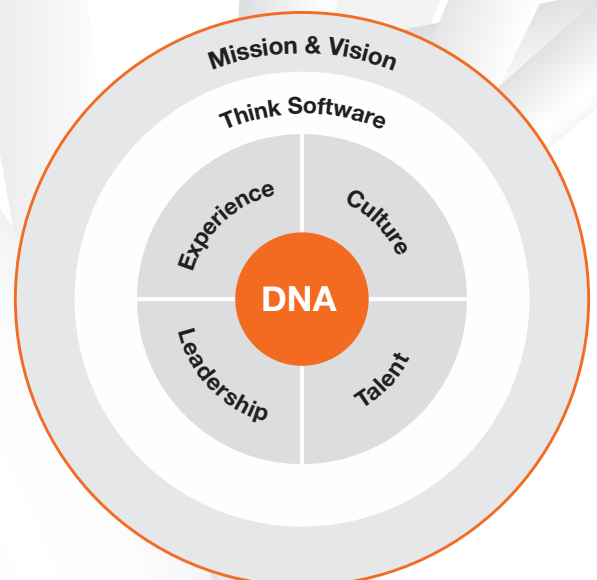 Mission & Vision
Think Software
Experience
Culture
DNA
Leadership
Talent